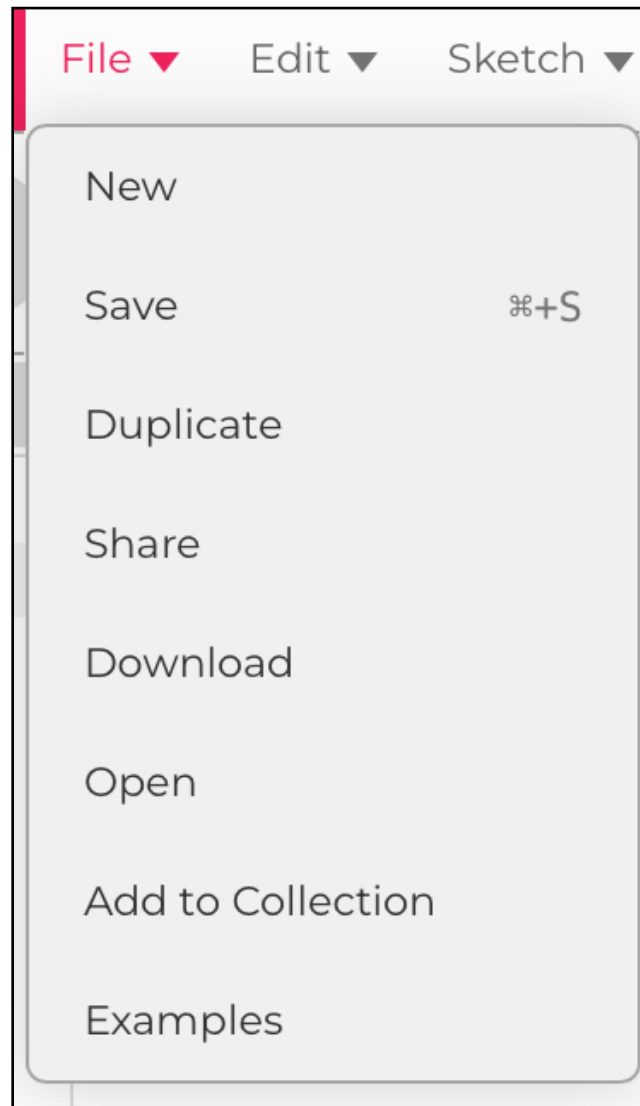 File ▼ Edit ▼ Sketch ▼
New
Save ⌘+S
Duplicate
Share
Download
Open
Add to Collection
Examples